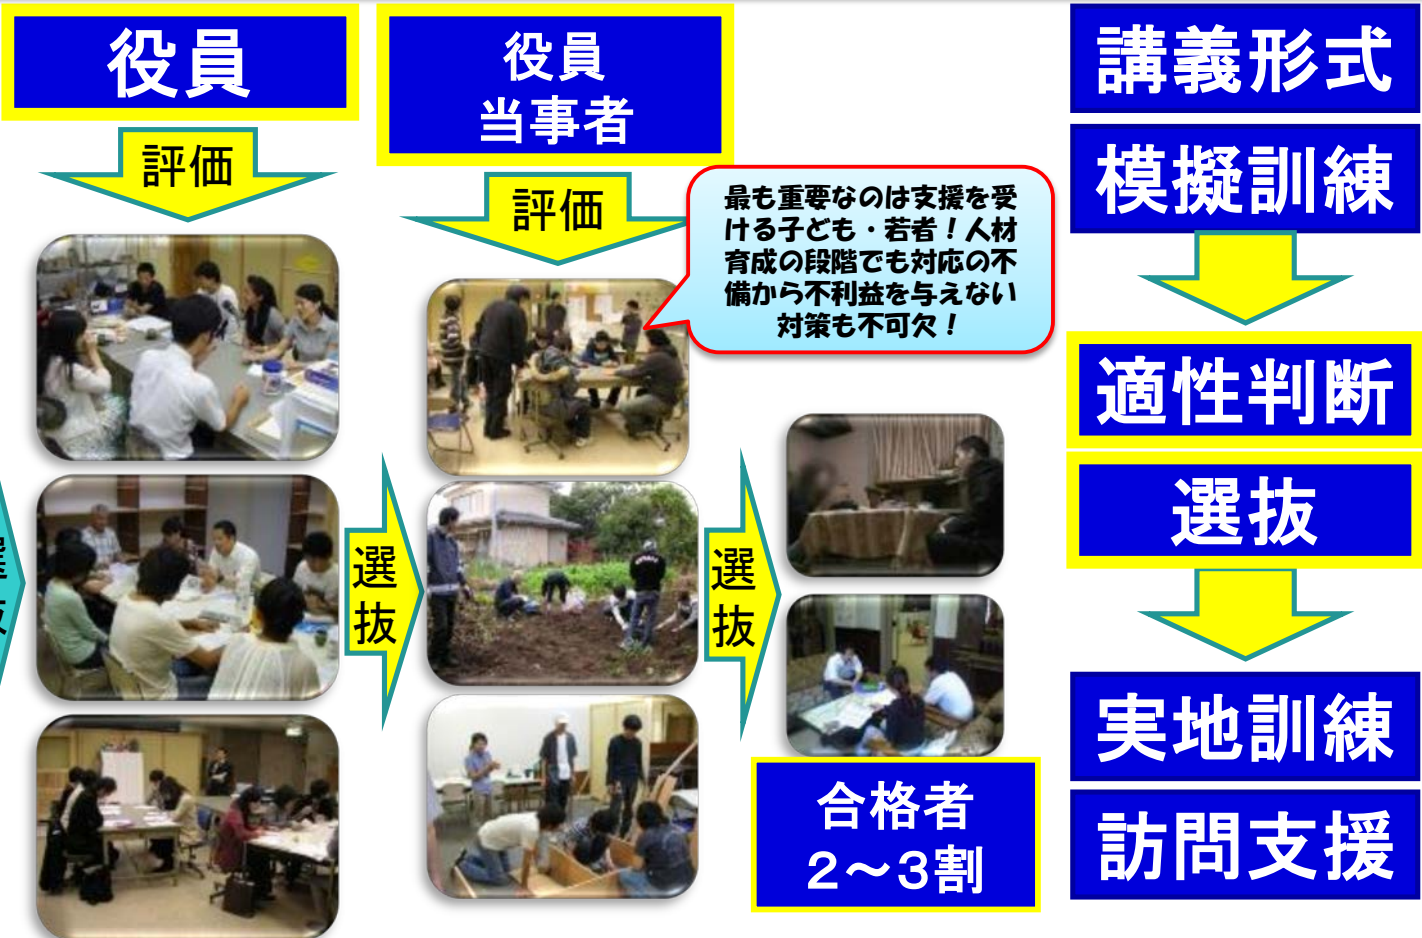 役員
評価
役員
当事者
評価
最も重要なのは支援を受
ける子ども・若者！人材
育成の段階でも対応の不
備から不利益を与えない
対策も不可欠！
選
抜
選
抜
選
抜
合格者
２～３割
講義形式
模擬訓練
適性判断
選抜
実地訓練
訪問支援